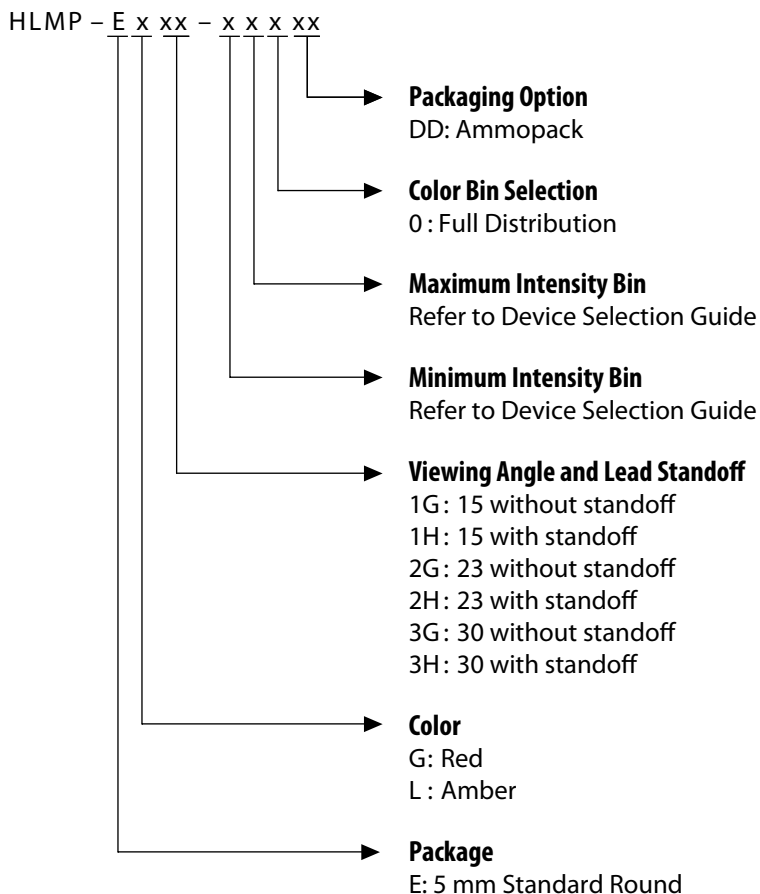 HLMP – E x xx – x x x xx
Packaging Option
DD: Ammopack
Color Bin Selection
0 : Full Distribution
Maximum Intensity Bin
Refer to Device Selection Guide
Minimum Intensity Bin
Refer to Device Selection Guide
Viewing Angle and Lead Standoff
1G : 15 without standoff
1H : 15 with standoff
2G : 23 without standoff
2H : 23 with standoff
3G : 30 without standoff
3H : 30 with standoff
Color
G: Red
L : Amber
Package
E: 5 mm Standard Round